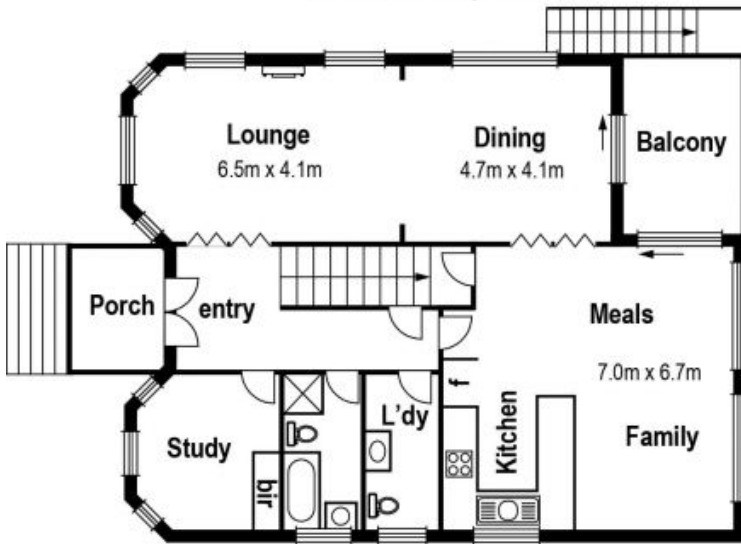 Lounge
6.5m x 4.1m
Dining
4.7m x 4.1m
Balcony
Porch
entry
Meals
7.0m x 6.7m
Family
Kitchen
f
L'dy
Study
bir